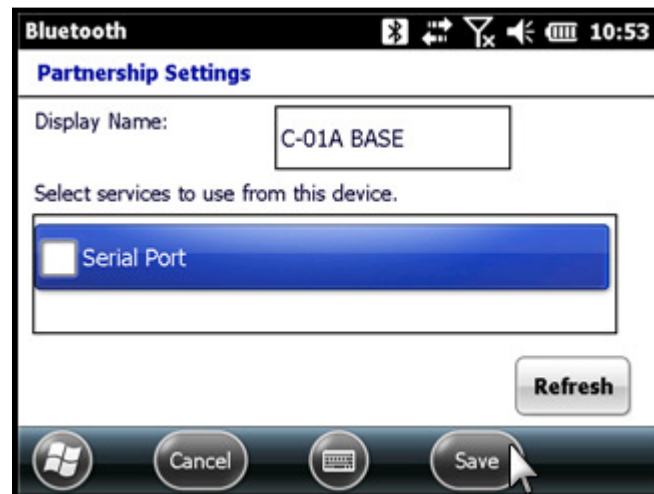 Bluetooth 10:53
Partnership Settings
Display Name: C-01A BASE
Select services to use from this device.
Serial Port
Refresh
Cancel Save